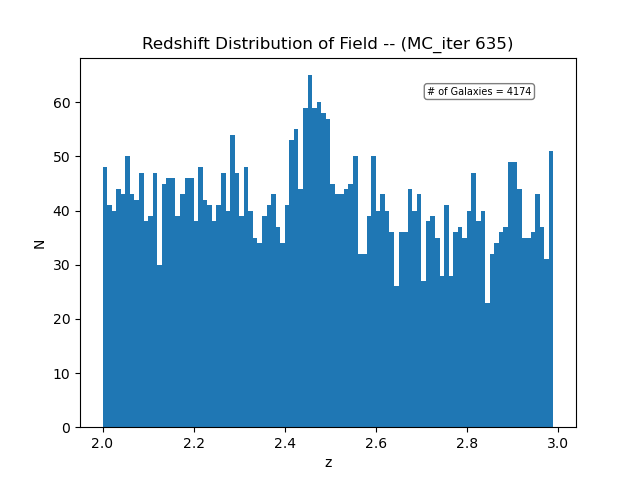 Redshift Distribution of Field -- (MC_iter 635)
# of Galaxies = 4174
60
50
40
30
20
10
0
N
2.0 2.2 2.4 2.6 2.8 3.0
z